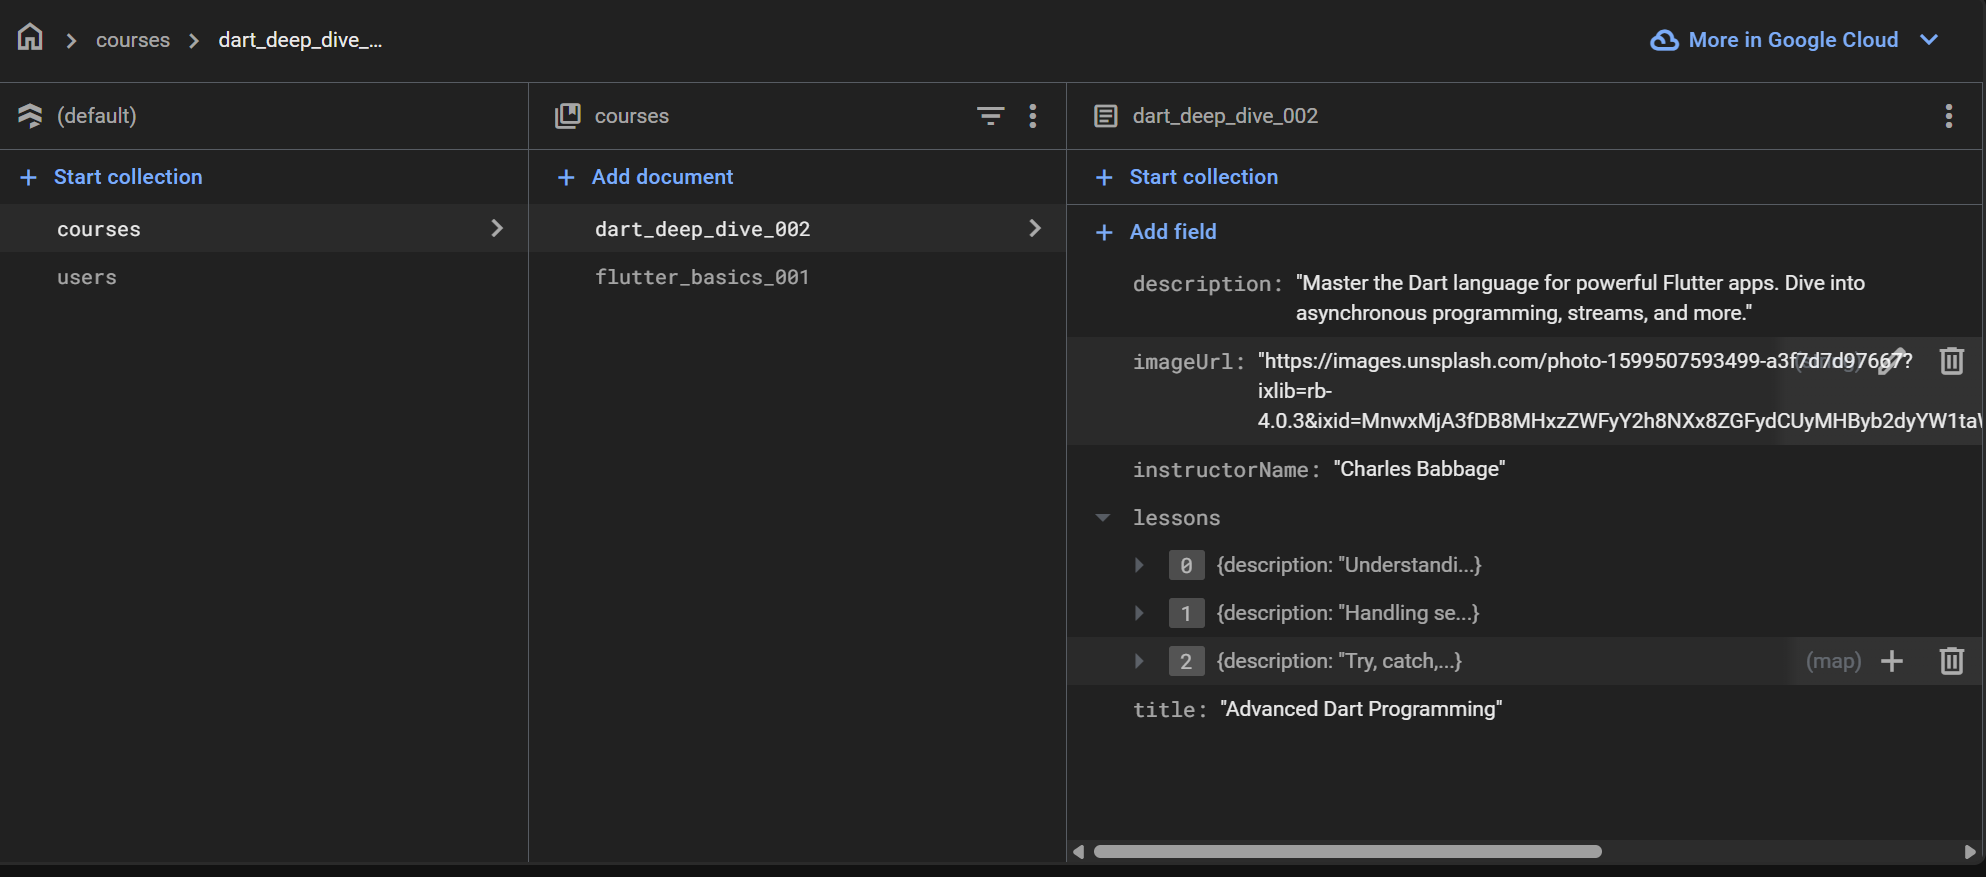 courses
dart_deep_dive_…
More in Google Cloud
(default)
courses
dart_deep_dive_002
Start collection
Add document
Start collection
courses
users
dart_deep_dive_002
flutter_basics_001
Add field
description: "Master the Dart language for powerful Flutter apps. Dive into
asynchronous programming, streams, and more."
imageUrl: "https://images.unsplash.com/photo-1599507593499-a3f7d7d97667?
ixlib=rb-
4.0.3&ixid=MnwxMjA3fDB8MHxzZWFyY2h8NXx8ZGFydCUyMHByb2dyYW1ta
instructorName: "Charles Babbage"
lessons
0 {description: "Understandi...}
1 {description: "Handling se...}
2 {description: "Try, catch,...}
(map)
title: "Advanced Dart Programming"